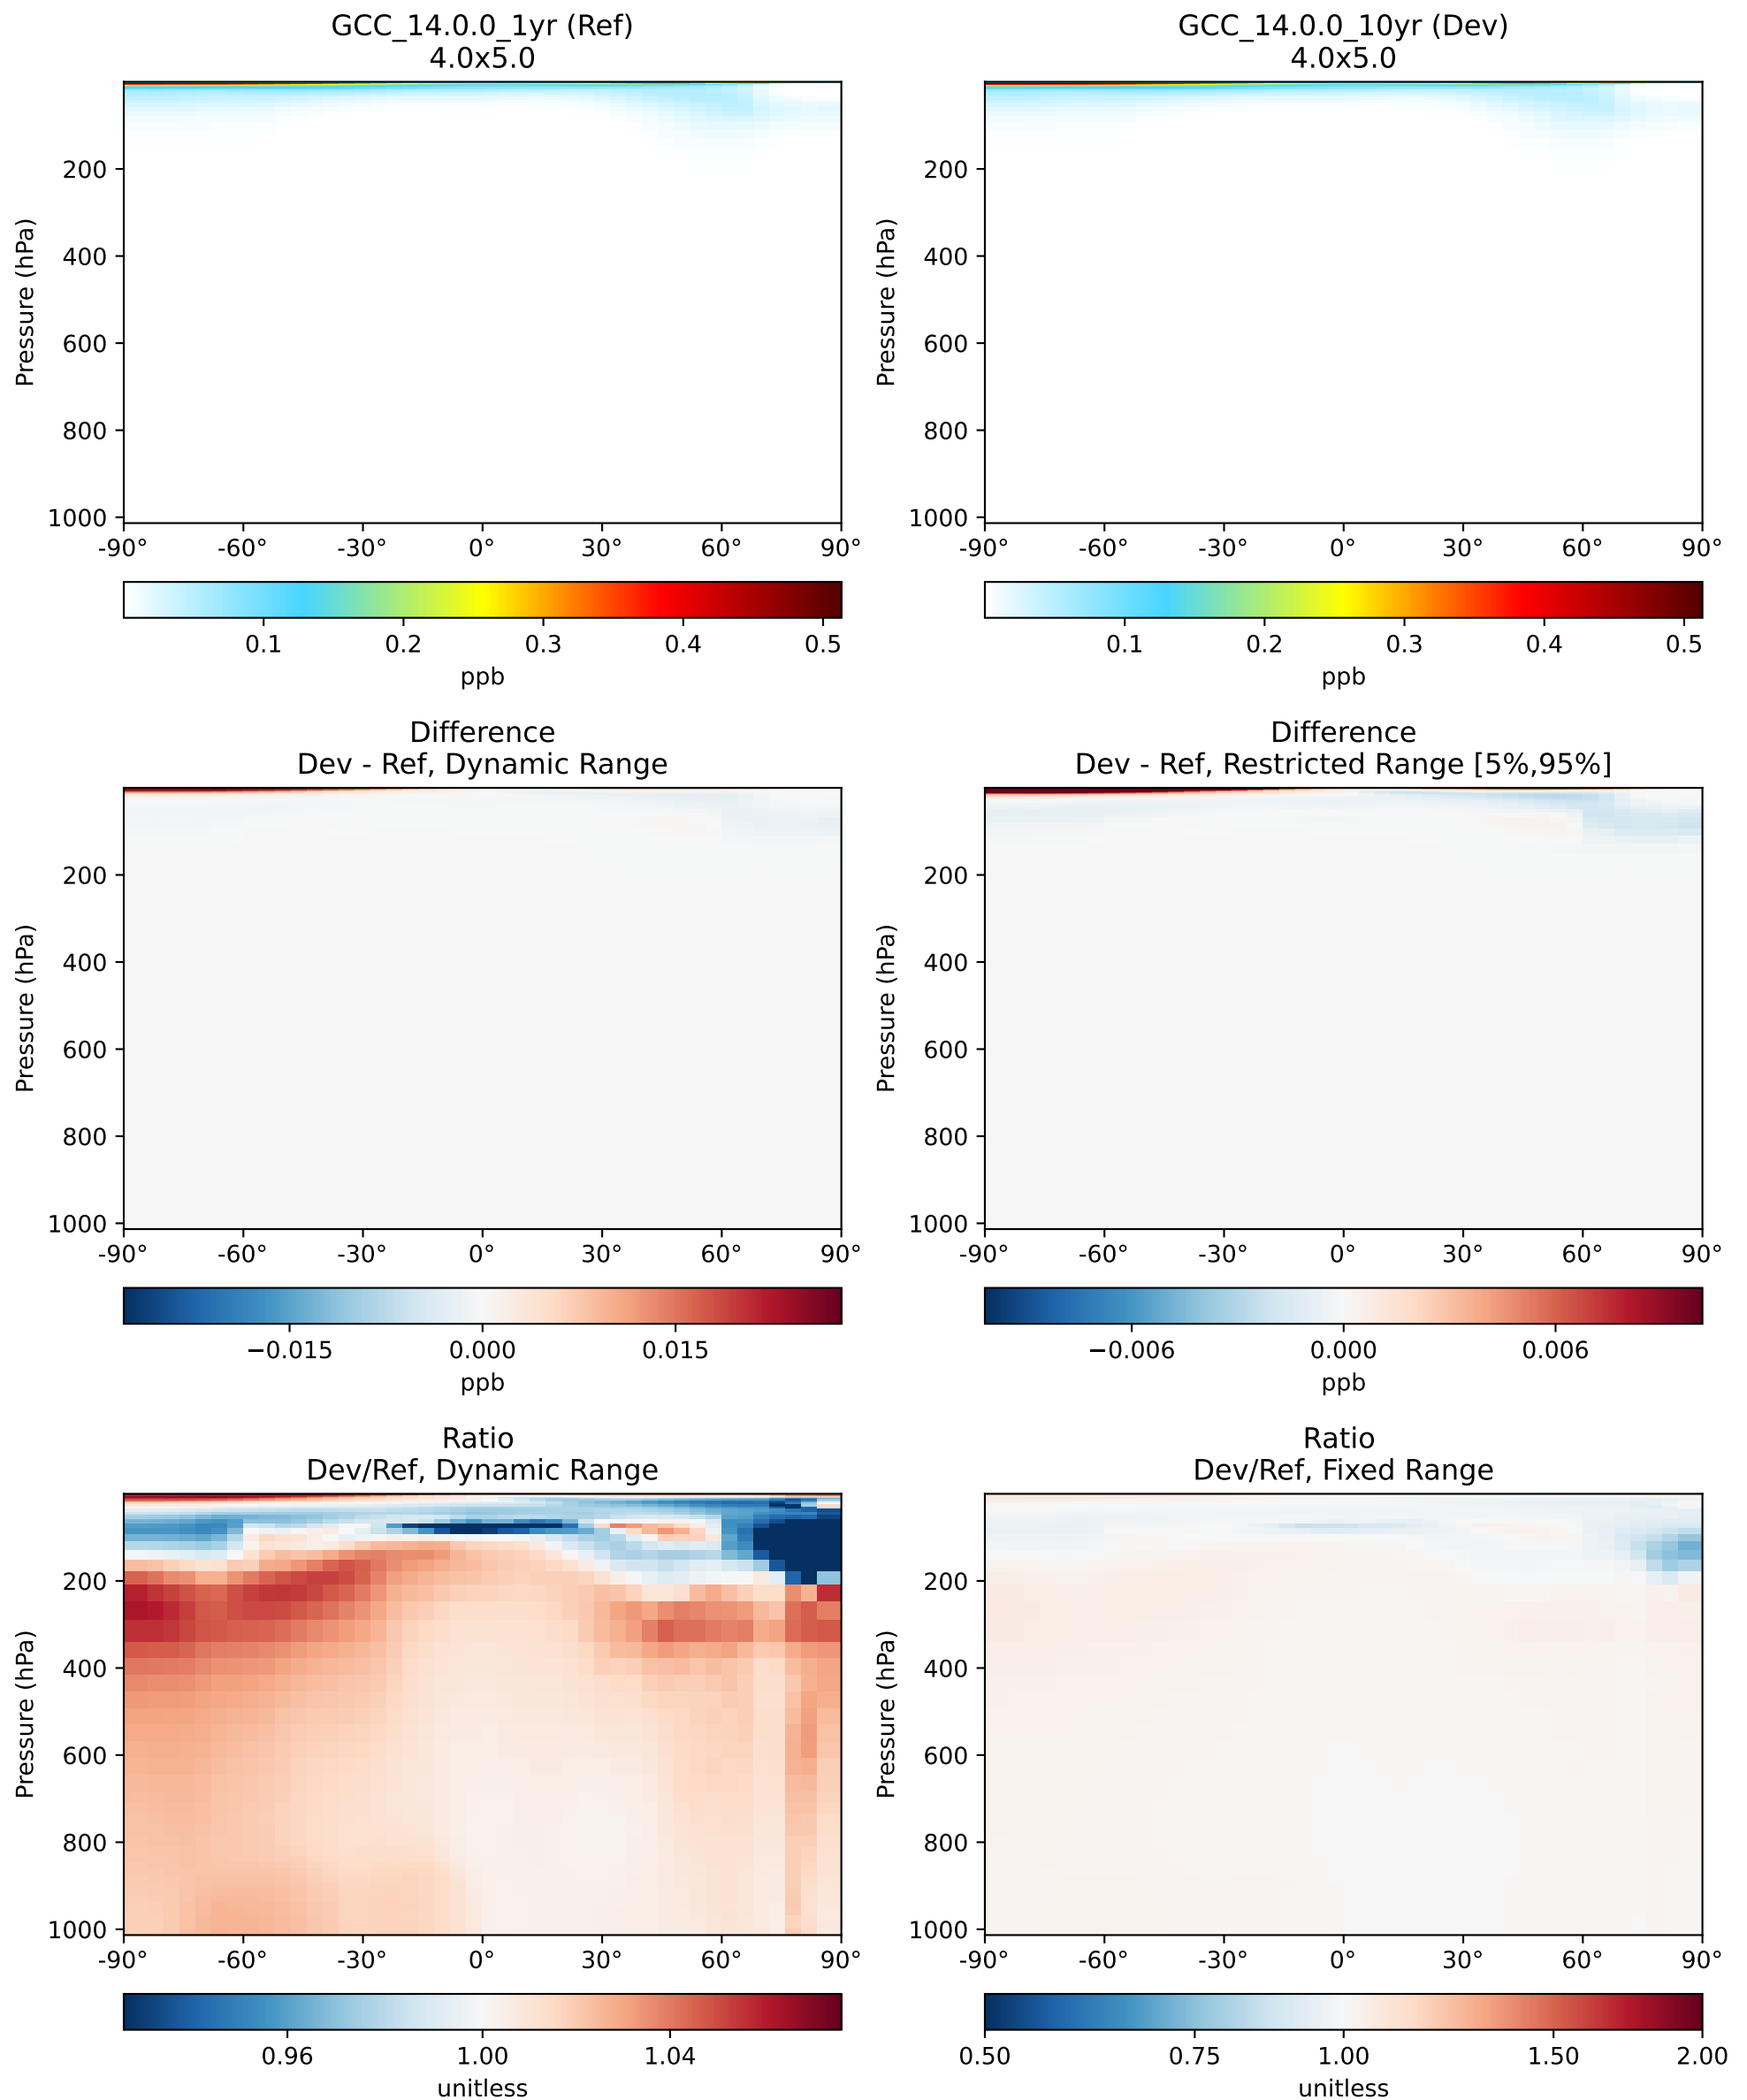 GCC_14.0.0_1yr (Ref)
4.0x5.0
Pressure (hPa)
200
400
600
800
1000
-90° -60° -30° 0° 30° 60° 90°
0.1 0.2 0.3 0.4 0.5
ppb
GCC_14.0.0_10yr (Dev)
4.0x5.0
Pressure (hPa)
200
400
600
800
1000
-90° -60° -30° 0° 30° 60° 90°
0.1 0.2 0.3 0.4 0.5
ppb
Difference
Dev - Ref, Dynamic Range
Pressure (hPa)
200
400
600
800
1000
-90° -60° -30° 0° 30° 60° 90°
−0.015 0.000 0.015
ppb
Difference
Dev - Ref, Restricted Range [5%,95%]
Pressure (hPa)
200
400
600
800
1000
-90° -60° -30° 0° 30° 60° 90°
−0.006 0.000 0.006
ppb
Ratio
Dev/Ref, Dynamic Range
Pressure (hPa)
200
400
600
800
1000
-90° -60° -30° 0° 30° 60° 90°
0.96 1.00 1.04
unitless
Ratio
Dev/Ref, Fixed Range
Pressure (hPa)
200
400
600
800
1000
-90° -60° -30° 0° 30° 60° 90°
0.50 0.75 1.00 1.50 2.00
unitless